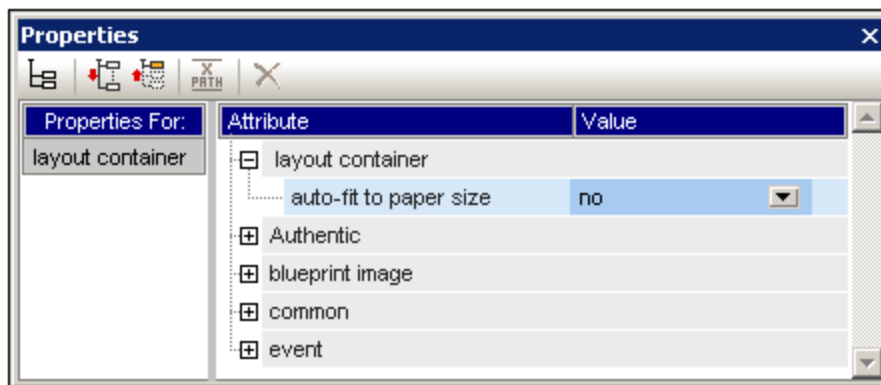 Properties
X
PATH
Properties For:
layout container
Attribute Value
layout container
auto-fit to paper size no
Authentic
blueprint image
common
event